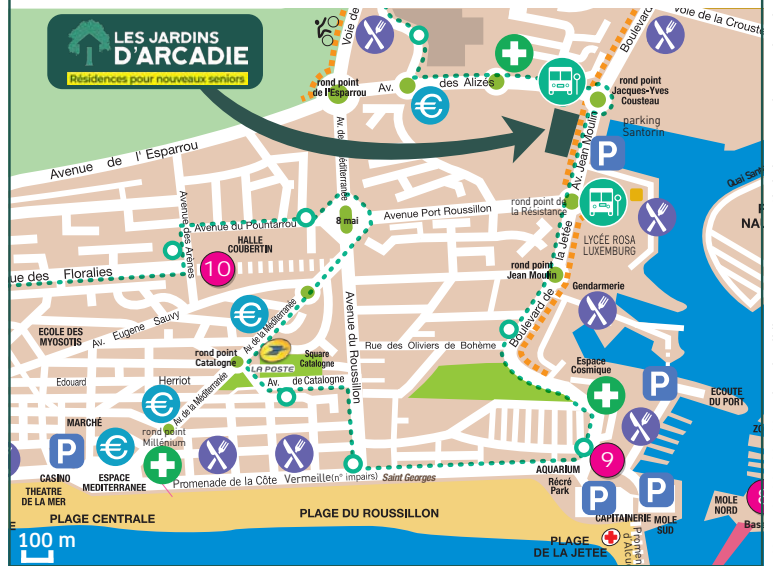 LES JARDINS
D'ARCADIE
Résidences pour nouveaux seniors
Voie de
Boulevard
Voie de la Crouste
rond point
de l'Esparrou
Av. des Alizés
rond point
Jacques-Yves
Cousteau
parking
Santorin
P
Avenue de l' Esparrou
Av. de
Méditerranée
Av. Jean Moulin
Quai
Avenue des Arènes
Avenue du Pountarrou
8 mai
Avenue Port Roussillon
rond point de
la Résistance
HALLE
COUBERTIN
10
LYCÉE ROSA
LUXEMBURG
NA
ue des Floralies
rond point
Jean Moulin
Boulevard de la Jetée
Gendarmerie
€
Av. de la Méditerranée
Avenue du Roussillon
ECOLE DES
MYOSOTIS
Av. Eugene Sauvy
rond point
Catalogne
LA POSTE
Square
Catalogne
Rue des Oliviers de Bohème
Espace
Cosmique
Edouard Herriot
Av. de la Méditerranée
Av. de Catalogne
P
ECOUTE
DU PORT
MARCHÉ
rond point
Millénium
P
€
CASINO
ESPACE
MEDITERRANEE
THEATRE
DE LA MER
Promenade de la Côte Vermeille (n° impairs) Saint Georges
AQUARIUM
9
Récré
Park
P
P
MOLE
NORD
8
Bas
CAPITAINERIE
MOLE
SUD
PLAGE CENTRALE
PLAGE DU ROUSSILLON
PLAGE
DE LA JETEE
Promen
d'Alcu
100 m